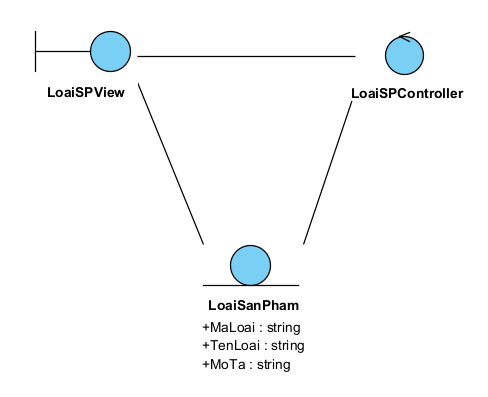 LoaiSPView
LoaiSPController
LoaiSanPham
+MaLoai : string
+TenLoai : string
+MoTa : string